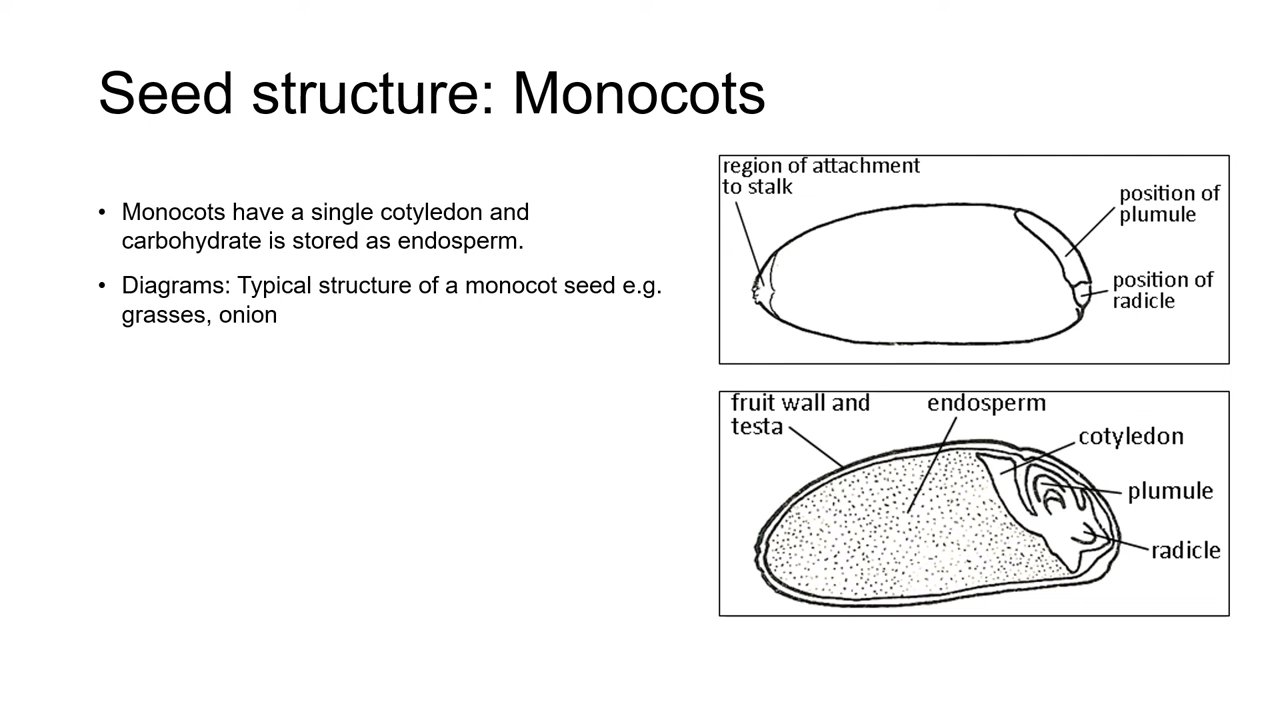 Seed structure: Monocots
• Monocots have a single cotyledon and
carbohydrate is stored as endosperm.
• Diagrams: Typical structure of a monocot seed e.g.
grasses, onion
region of attachment
to stalk
position of
plumule
position of
radicle
fruit wall and
testa
endosperm
cotyledon
plumule
radicle